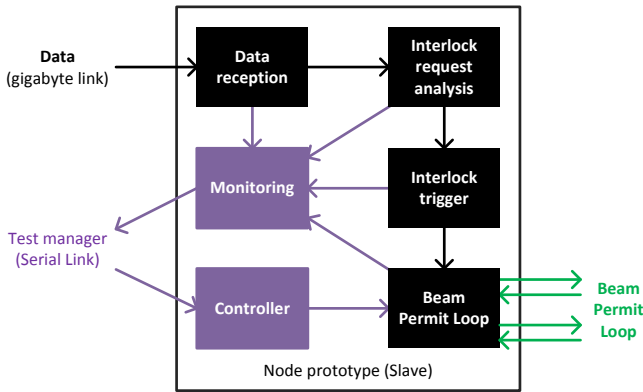 Data
(gigabyte link)
Data
reception
Interlock
request
analysis
Monitoring
Interlock
trigger
Test manager
(Serial Link)
Controller
Beam
Permit Loop
Beam
Permit
Loop
Node prototype (Slave)